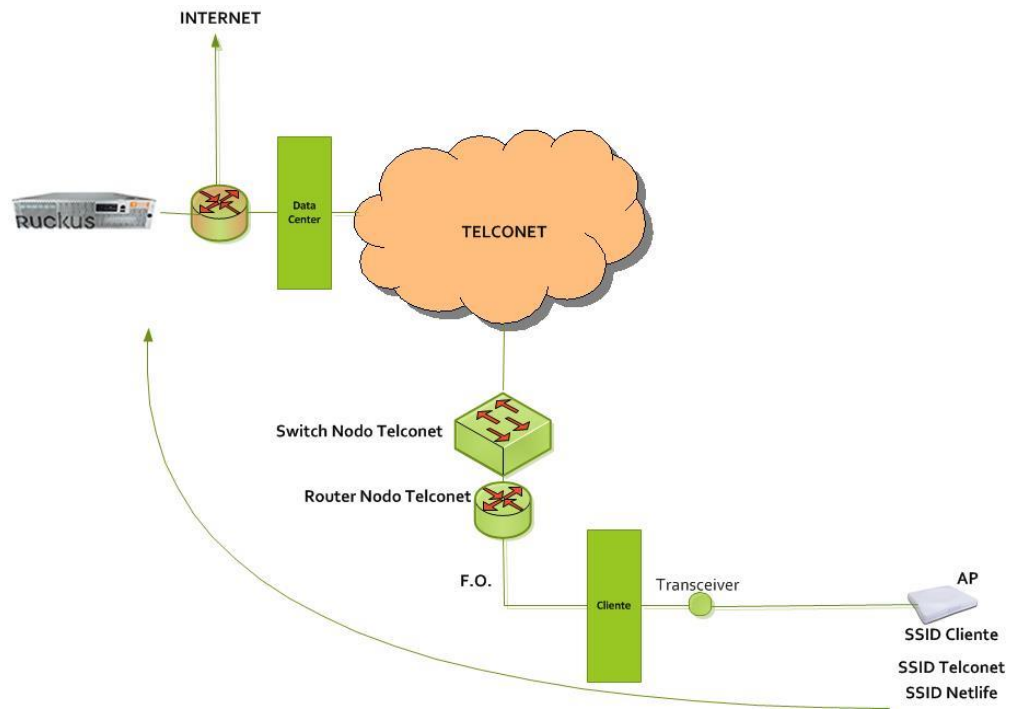 INTERNET
RUCKUS
Data
Center
TELCONET
Switch Nodo Telconet
Router Nodo Telconet
F.O.
Cliente
Transceiver
AP
SSID Cliente
SSID Telconet
SSID Netlife